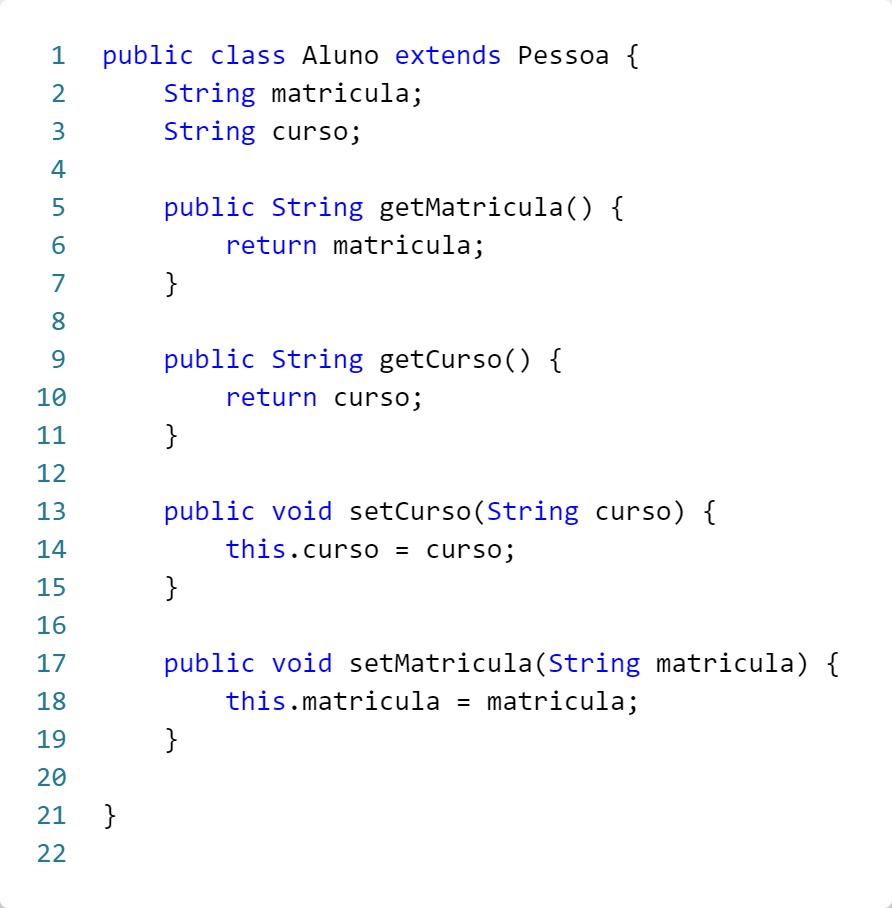 1 public class Aluno extends Pessoa {
2     String matricula;
3     String curso;
4
5     public String getMatricula() {
6         return matricula;
7     }
8
9     public String getCurso() {
10         return curso;
11     }
12
13     public void setCurso(String curso) {
14         this.curso = curso;
15     }
16
17     public void setMatricula(String matricula) {
18         this.matricula = matricula;
19     }
20
21 }
22